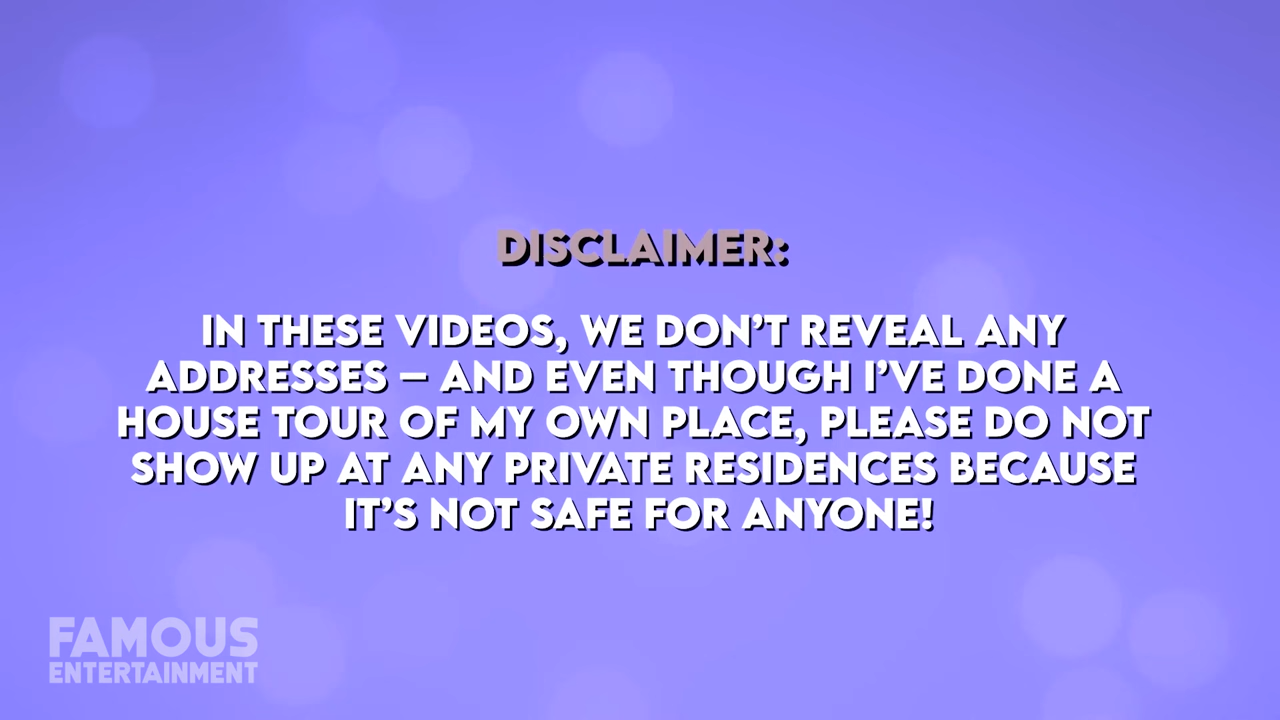 DISCLAIMER:
IN THESE VIDEOS, WE DON’T REVEAL ANY
ADDRESSES – AND EVEN THOUGH I’VE DONE A
HOUSE TOUR OF MY OWN PLACE, PLEASE DO NOT
SHOW UP AT ANY PRIVATE RESIDENCES BECAUSE
IT’S NOT SAFE FOR ANYONE!
FAMOUS
ENTERTAINMENT